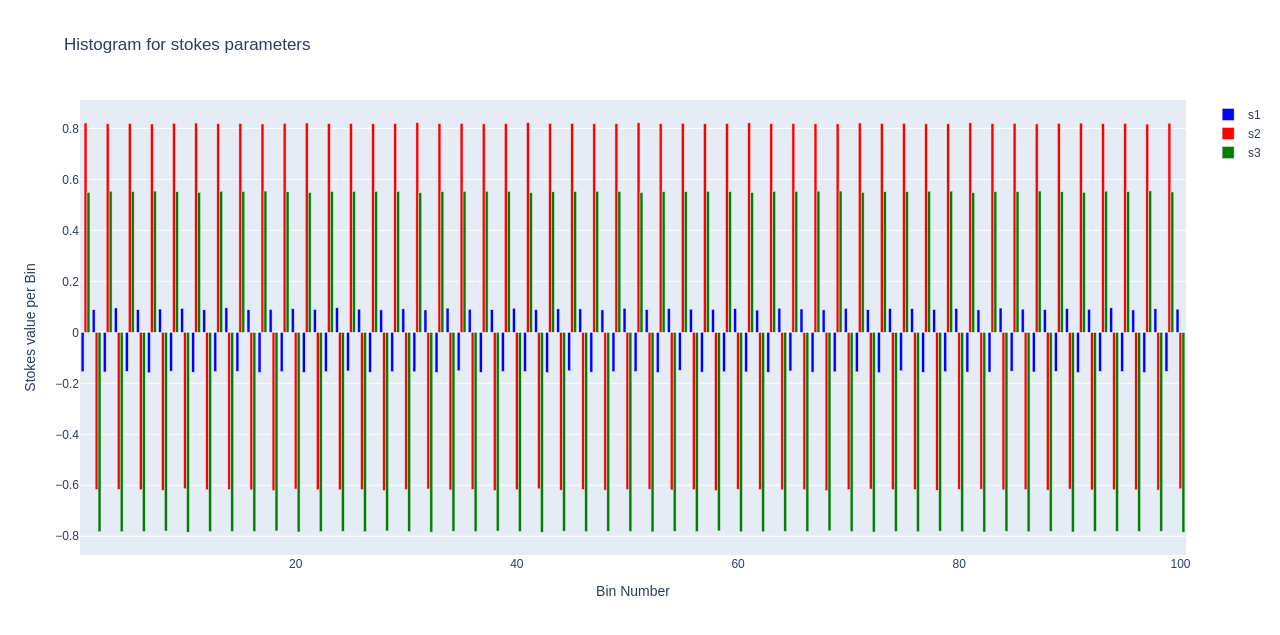 Histogram for stokes parameters
s1
s2
s3
0.8
0.6
0.4
0.2
0
−0.2
−0.4
−0.6
−0.8
Stokes value per Bin
20 40 60 80 100
Bin Number